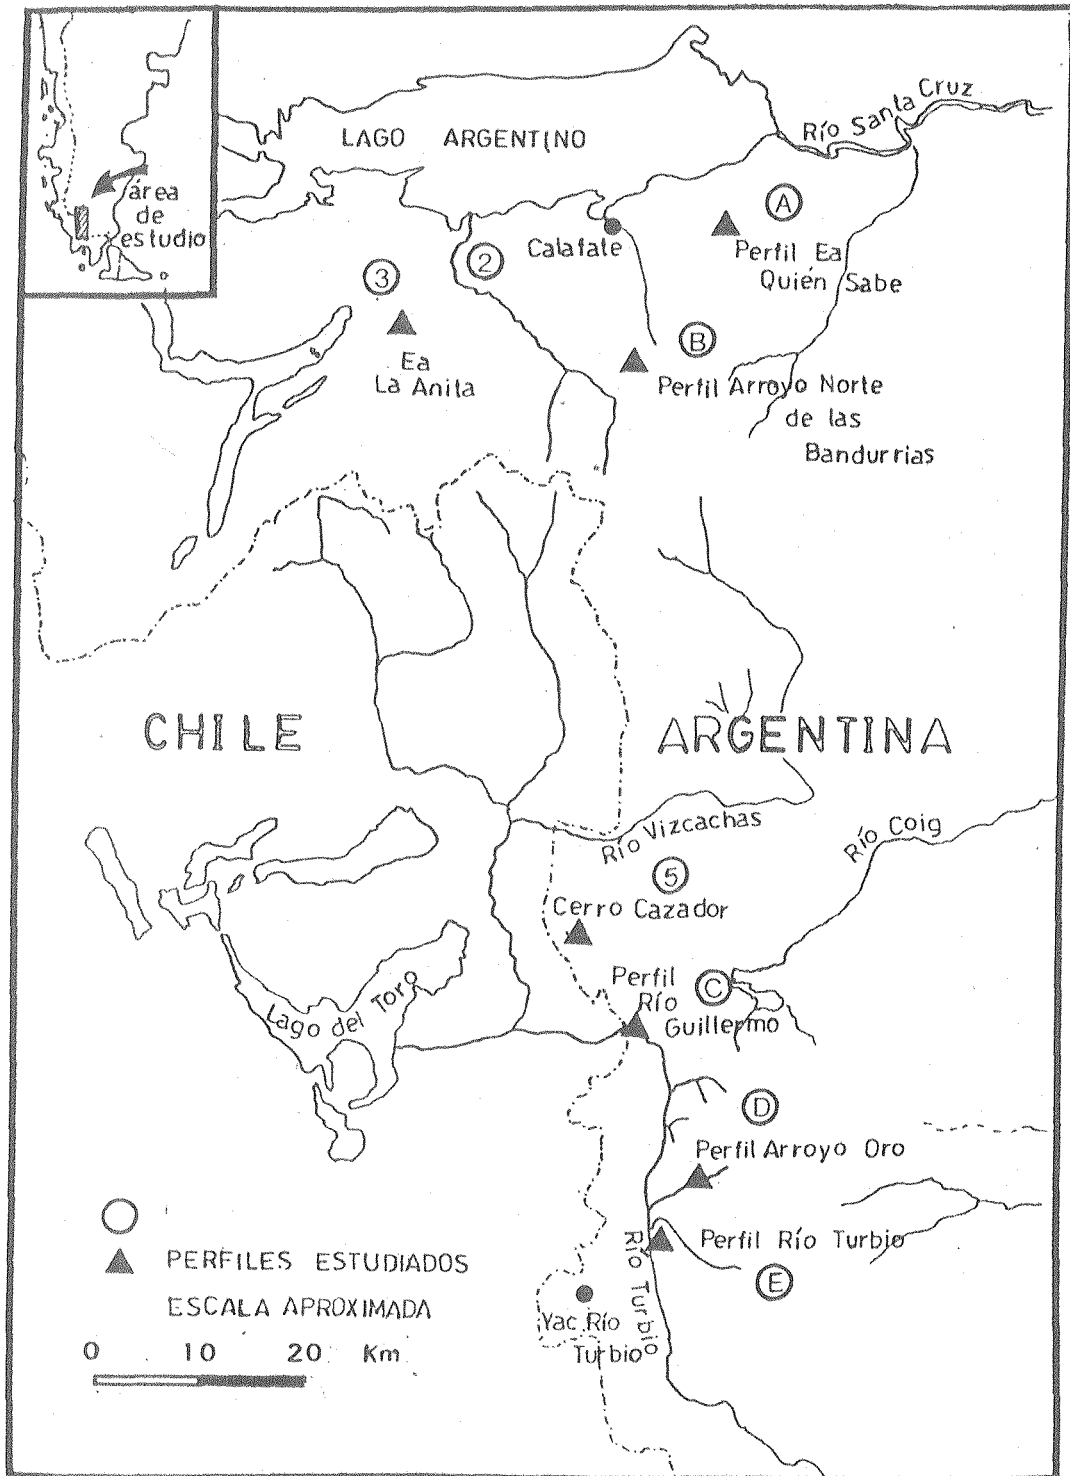 área
de
estudio
LAGO ARGENTINO
Río Santa Cruz
A
Perfil Ea
Quién Sabe
Calafate
2
3
Ea
La Anita
B
Perfil Arroyo Norte
de las
Bandurrias
CHILE
ARGENTINA
Río Vizcachas
Río Coig
5
Cerro Cazador
Perfil
Río
Guillermo
C
Lago del Toro
D
Perfil Arroyo Oro
Perfil Río Turbio
E
Río Turbio
Yac. Río
Turbio
PERFILES ESTUDIADOS
ESCALA APROXIMADA
0 10 20 Km